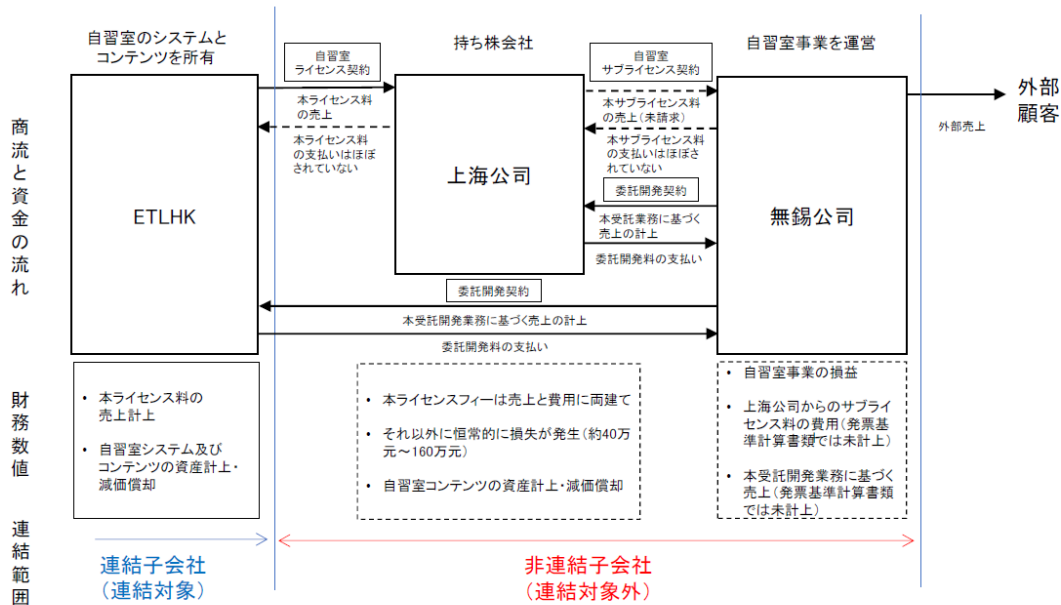 自習室のシステムと
コンテンツを所有
持ち株会社
自習室事業を運営
商流と資金の流れ
ETLHK
自習室
ライセンス契約
本ライセンス料
の売上
本ライセンス料
の支払いはほぼ
されていない
上海公司
自習室
サブライセンス契約
本サブライセンス料
の売上(未請求)
本サブライセンス料
の支払いはほぼさ
れていない
委託開発契約
本受託業務に基づく
売上の計上
委託開発料の支払い
無錫公司
外部売上
外部
顧客
委託開発契約
本受託開発業務に基づく売上の計上
委託開発料の支払い
財務数値
• 本ライセンス料の
売上計上
• 自習室システム及び
コンテンツの資産計上・
減価償却
• 本ライセンスフィーは売上と費用に両建て
• それ以外に恒常的に損失が発生(約40万
元～160万元)
• 自習室コンテンツの資産計上・減価償却
• 自習室事業の損益
• 上海公司からのサブライ
センス料の費用(発票基
準計算書類では未計上)
• 本受託開発業務に基づく
売上(発票基準計算書類
では未計上)
連結範囲
連結子会社
(連結対象)
非連結子会社
(連結対象外)